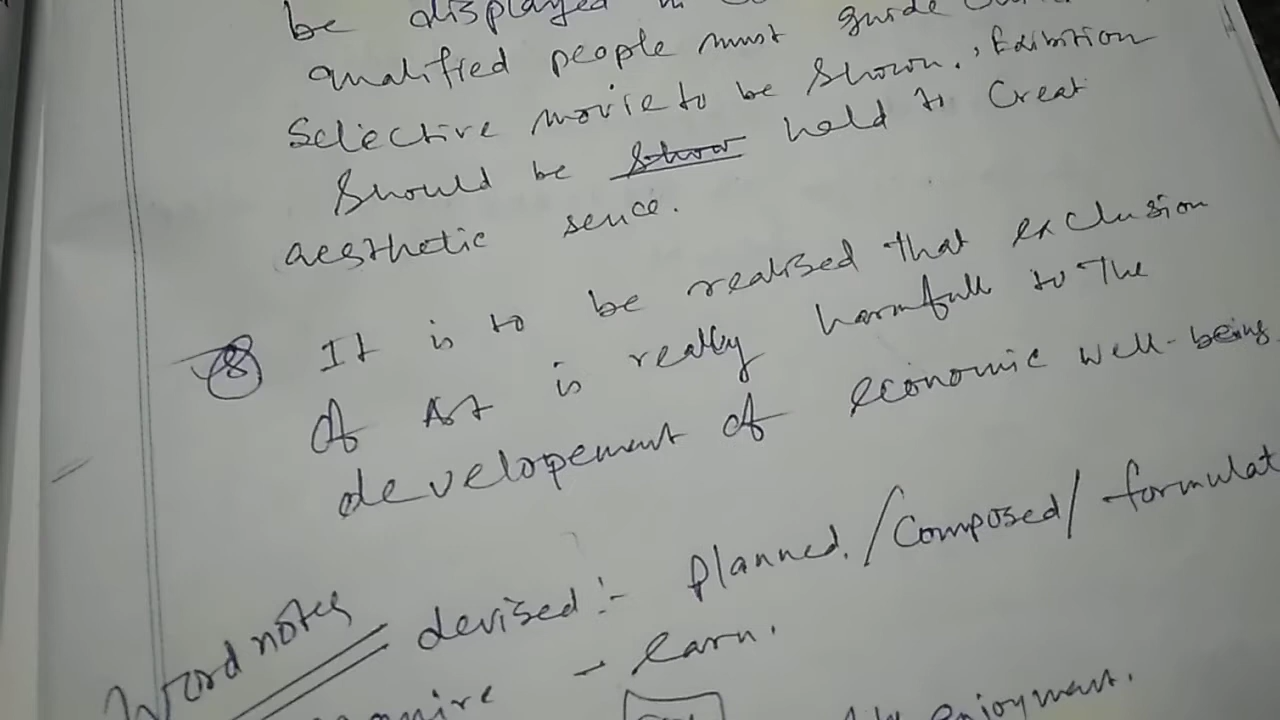 be displayed in
qualified people must guide
Selective movie to be shown., Exibition
Should be show held to Creat
aesthetic sence.
(8) It is to be realised that exclusion
of Art is really harmfull to the
developement of economic well-being.
Word notes
devised :- planned. / Composed / formulat
- earn.
enjoyment.